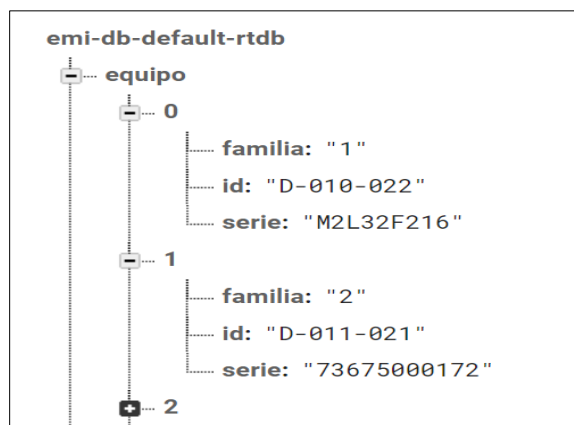 emi-db-default-rtdb
equipo
0
familia: "1"
id: "D-010-022"
serie: "M2L32F216"
1
familia: "2"
id: "D-011-021"
serie: "73675000172"
2